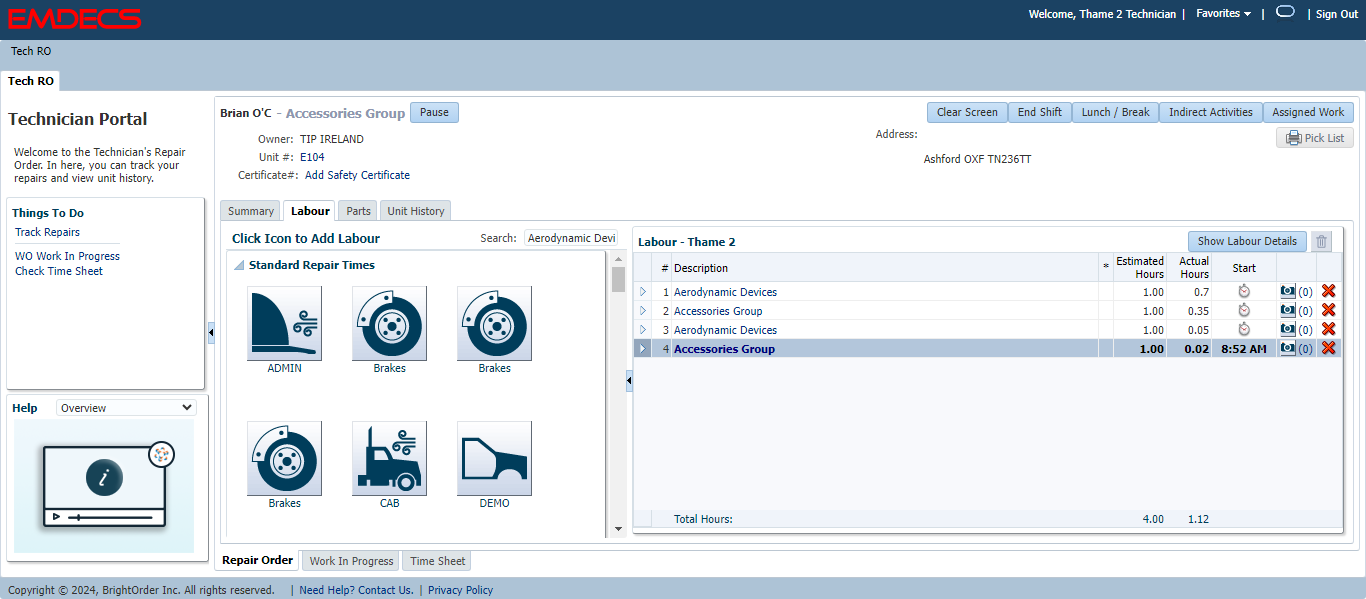 EMDECS
Welcome, Thame 2 Technician | Favorites | | Sign Out
Tech RO
Tech RO
Technician Portal
Welcome to the Technician's Repair
Order. In here, you can track your
repairs and view unit history.
Things To Do
Track Repairs
WO Work In Progress
Check Time Sheet
Help Overview
i
Brian O'C - Accessories Group Pause
Clear Screen End Shift Lunch / Break Indirect Activities Assigned Work
Owner: TIP IRELAND
Address:
Pick List
Unit #: E104
Ashford OXF TN236TT
Certificate#: Add Safety Certificate
Summary Labour Parts Unit History
Click Icon to Add Labour Search: Aerodynamic Devi
Standard Repair Times
ADMIN Brakes Brakes
Brakes CAB DEMO
Labour - Thame 2 Show Labour Details
# Description * Estimated Hours Actual Hours Start
1 Aerodynamic Devices 1.00 0.7 (0)
2 Accessories Group 1.00 0.35 (0)
3 Aerodynamic Devices 1.00 0.05 (0)
4 Accessories Group 1.00 0.02 8:52 AM (0)
Total Hours: 4.00 1.12
Repair Order Work In Progress Time Sheet
Copyright © 2024, BrightOrder Inc. All rights reserved. | Need Help? Contact Us. | Privacy Policy